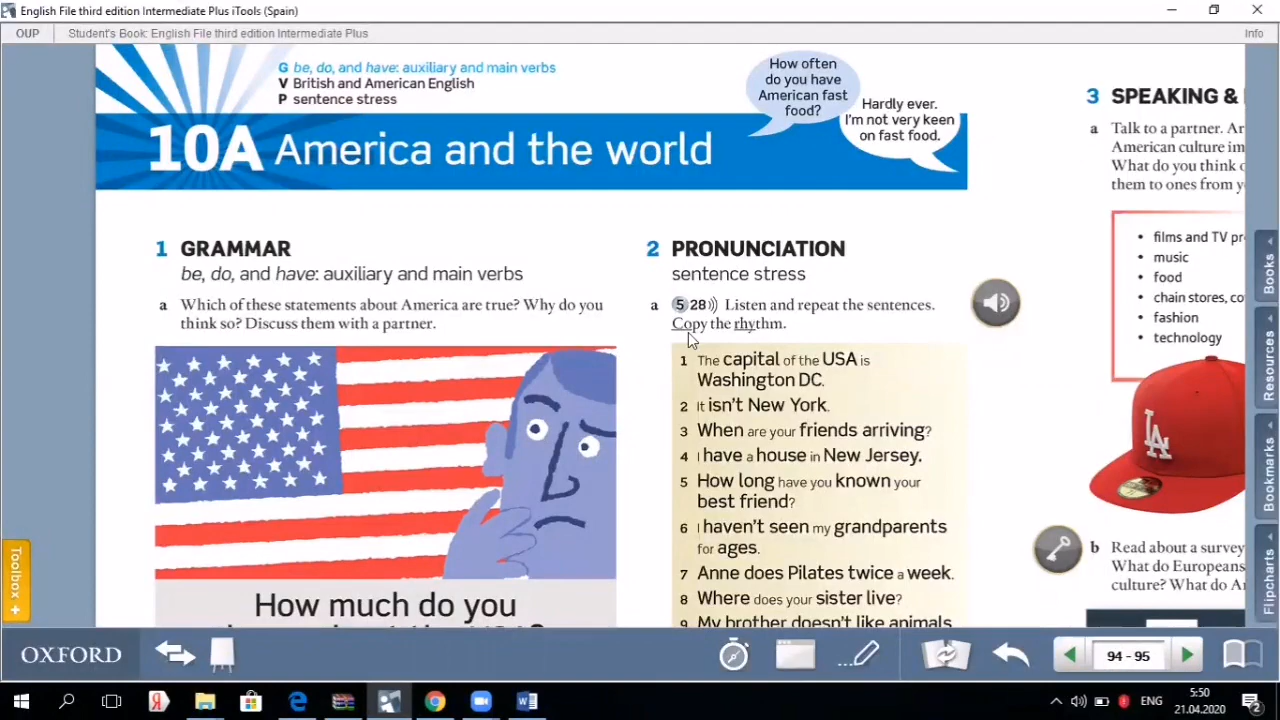 English File third edition Intermediate Plus iTools (Spain)
OUP
Student's Book: English File third edition Intermediate Plus
Info
G be, do, and have: auxiliary and main verbs
V British and American English
P sentence stress
How often
do you have
American fast
food?
Hardly ever.
I'm not very keen
on fast food.
10A America and the world
1 GRAMMAR
be, do, and have: auxiliary and main verbs
a Which of these statements about America are true? Why do you
think so? Discuss them with a partner.
How much do you
2 PRONUNCIATION
sentence stress
a 5 28 Listen and repeat the sentences.
Copy the rhythm.
1 The capital of the USA is
Washington DC.
2 It isn't New York.
3 When are your friends arriving?
4 I have a house in New Jersey.
5 How long have you known your
best friend?
6 I haven't seen my grandparents
for ages.
7 Anne does Pilates twice a week.
8 Where does your sister live?
9 My brother doesn't like animals
3 SPEAKING &
a Talk to a partner. Ar
American culture im
What do you think o
them to ones from y
• films and TV pr
• music
• food
• chain stores, co
• fashion
• technology
LA
b Read about a survey
What do Europeans
culture? What do A
Books
Resources
Bookmarks
Flipcharts
Toolbox +
OXFORD
94 - 95
ENG
5:50
21.04.2020
2